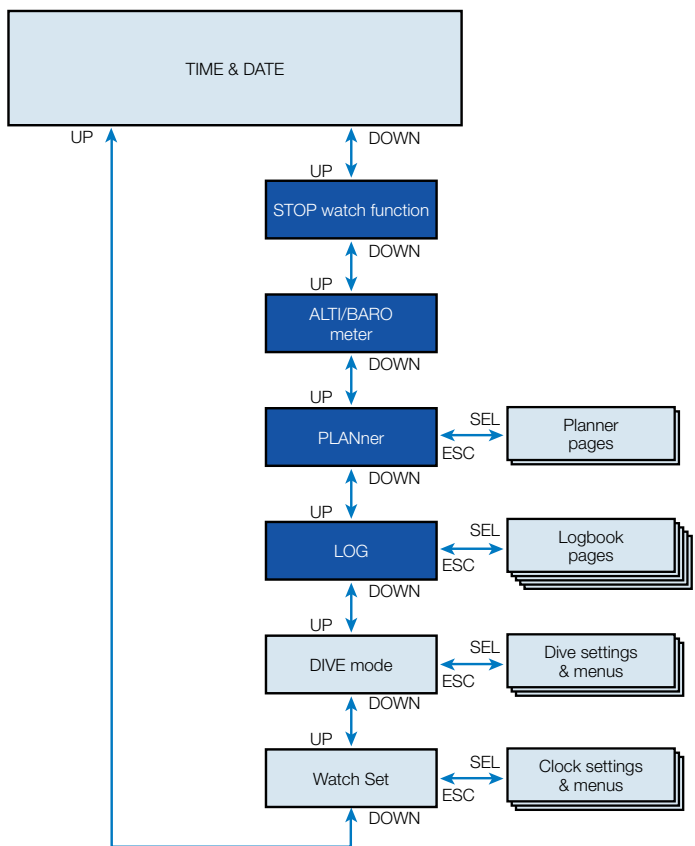 TIME & DATE
UP
DOWN
UP
STOP watch function
DOWN
UP
ALTI/BARO
meter
DOWN
UP
PLANner
SEL
ESC
Planner
pages
DOWN
UP
LOG
SEL
ESC
Logbook
pages
DOWN
UP
DIVE mode
SEL
ESC
Dive settings
& menus
DOWN
UP
Watch Set
SEL
ESC
Clock settings
& menus
DOWN